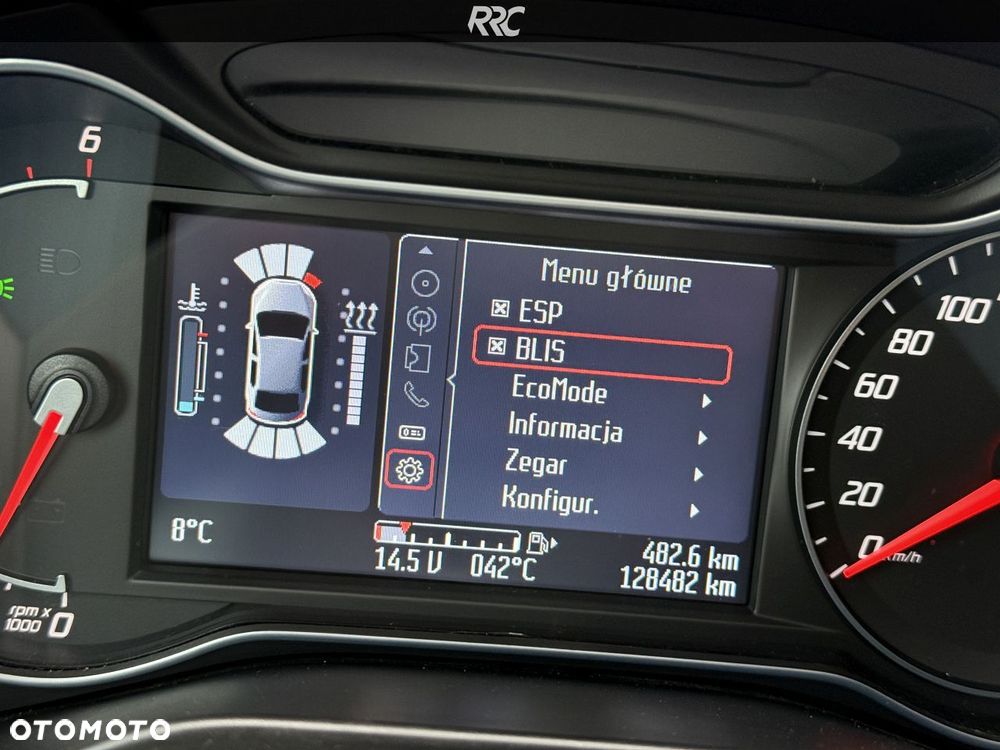 RRC
6
Menu główne
ESP
BLIS
EcoMode
Informacja
Zegar
Konfigur.
8°C
14.5 V 042°C
482.6 km
128482 km
rpm x
1000 0
100
80
60
40
20
0 km/h
OTOMOTO